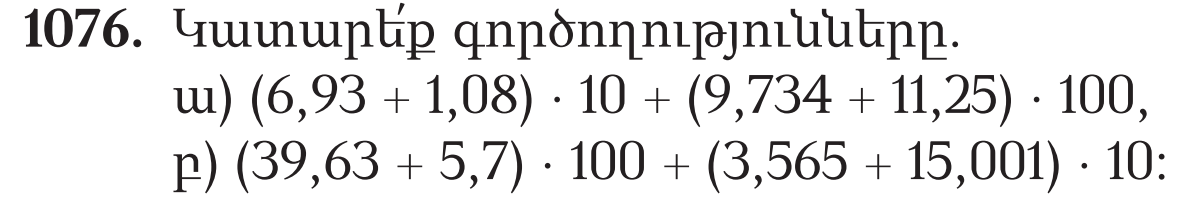 1076. Կատարե՛ք գործողությունները.
ա) (6,93 + 1,08) · 10 + (9,734 + 11,25) · 100,
բ) (39,63 + 5,7) · 100 + (3,565 + 15,001) · 10: